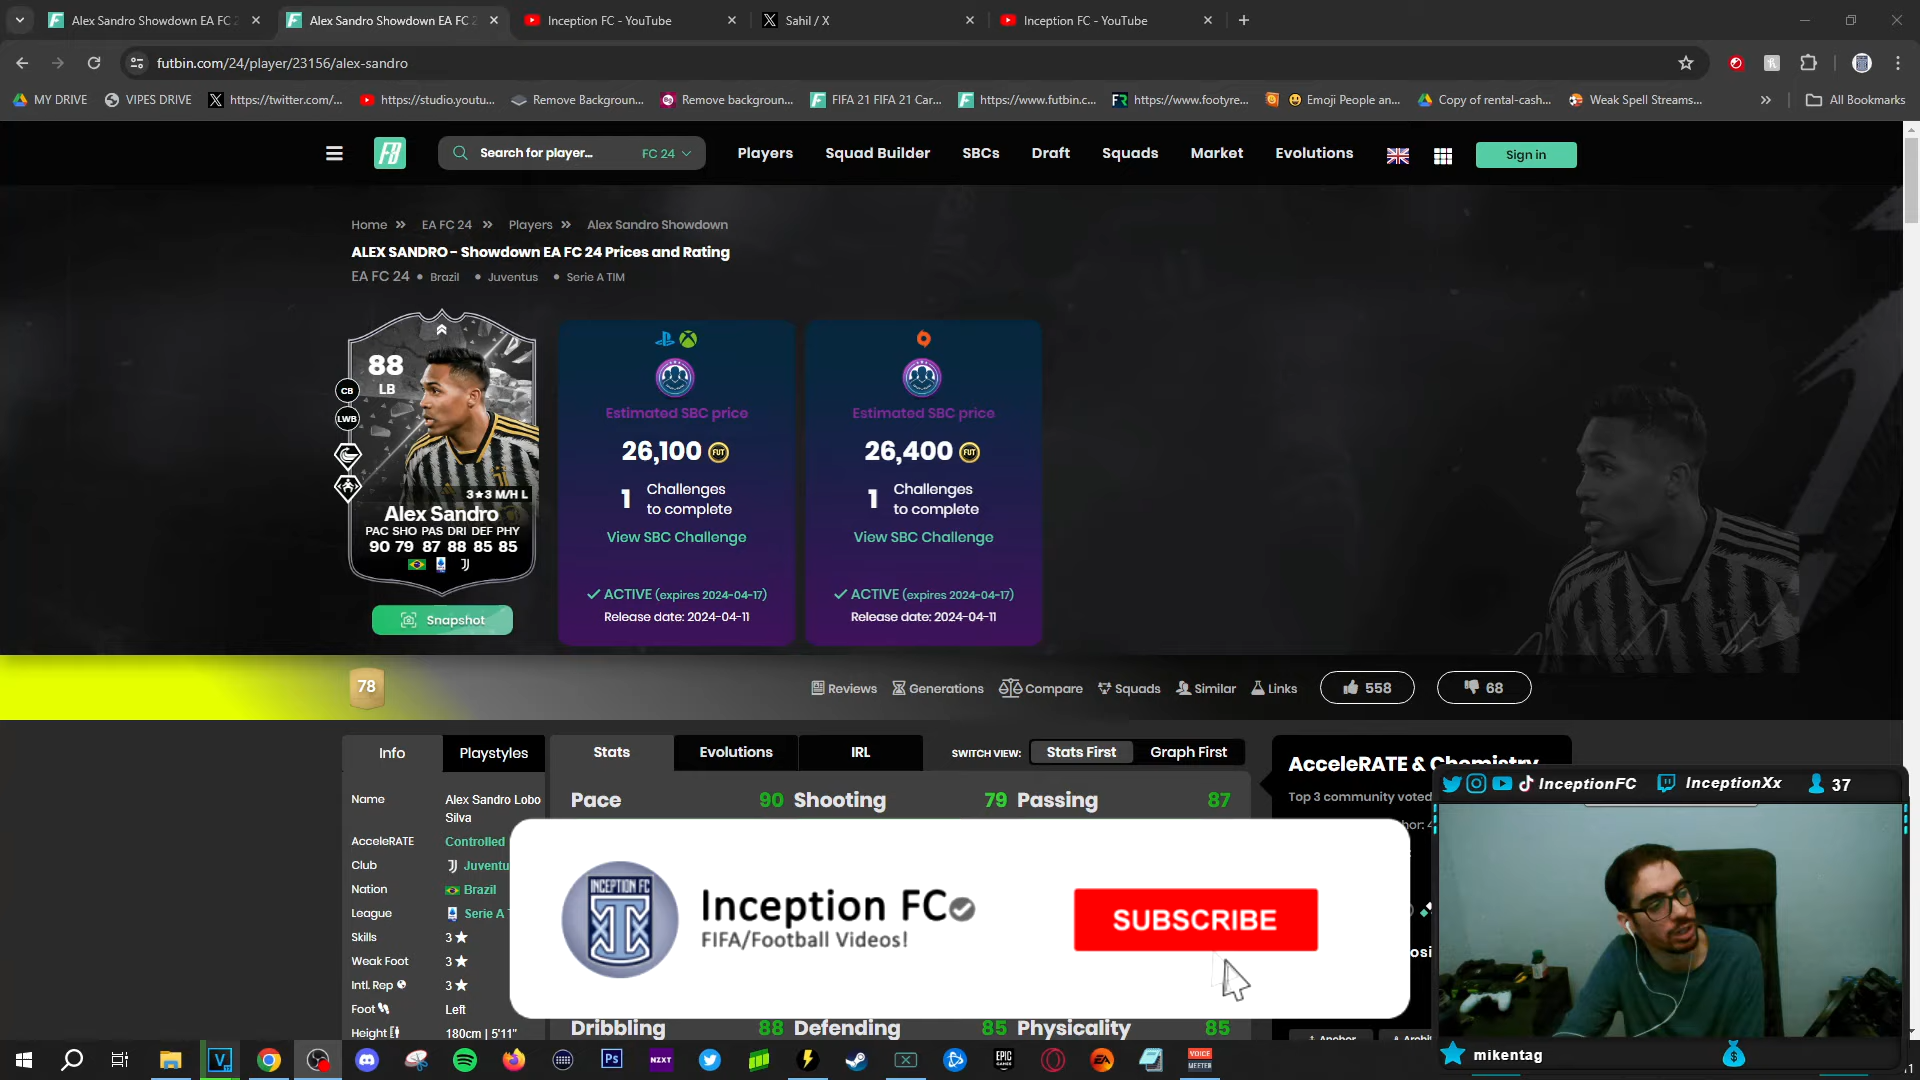 Alex Sandro Showdown EA FC 2
Alex Sandro Showdown EA FC 2
Inception FC - YouTube
Sahil / X
Inception FC - YouTube
futbin.com/24/player/23156/alex-sandro
MY DRIVE
VIPES DRIVE
https://twitter.com/...
https://studio.youtu...
Remove Backgroun...
Remove backgroun...
FIFA 21 FIFA 21 Car...
https://www.futbin.c...
https://www.footyre...
Emoji People an...
Copy of rental-cash...
Weak Spell Streams...
All Bookmarks
Search for player...
FC 24
Players
Squad Builder
SBCs
Draft
Squads
Market
Evolutions
Sign in
Home » EA FC 24 » Players » Alex Sandro Showdown
ALEX SANDRO - Showdown EA FC 24 Prices and Rating
EA FC 24 • Brazil • Juventus • Serie A TIM
88
LB
CB
LWB
3★3 M/H L
Alex Sandro
PAC SHO PAS DRI DEF PHY
90 79 87 88 85 85
Snapshot
Estimated SBC price
26,100
1 Challenges
to complete
View SBC Challenge
ACTIVE (expires 2024-04-17)
Release date: 2024-04-11
Estimated SBC price
26,400
1 Challenges
to complete
View SBC Challenge
ACTIVE (expires 2024-04-17)
Release date: 2024-04-11
78
Reviews
Generations
Compare
Squads
Similar
Links
558
68
Info
Playstyles
Stats
Evolutions
IRL
SWITCH VIEW:
Stats First
Graph First
AcceleRATE & Chemistry
Top 3 community voted
Name Alex Sandro Lobo
Silva
AcceleRATE Controlled
Club Juventu
Nation Brazil
League Serie A
Skills 3★
Weak Foot 3★
Intl. Rep 3★
Foot Left
Height 180cm | 5'11"
Pace 90
Shooting 79
Passing 87
Dribbling 88
Defending 85
Physicality 85
INCEPTION FC
Inception FC
FIFA/Football Videos!
SUBSCRIBE
InceptionFC
InceptionXx
37
mikentag
Ps
NZXT
EPIC
GAMES
EA
VOICE
MEETER